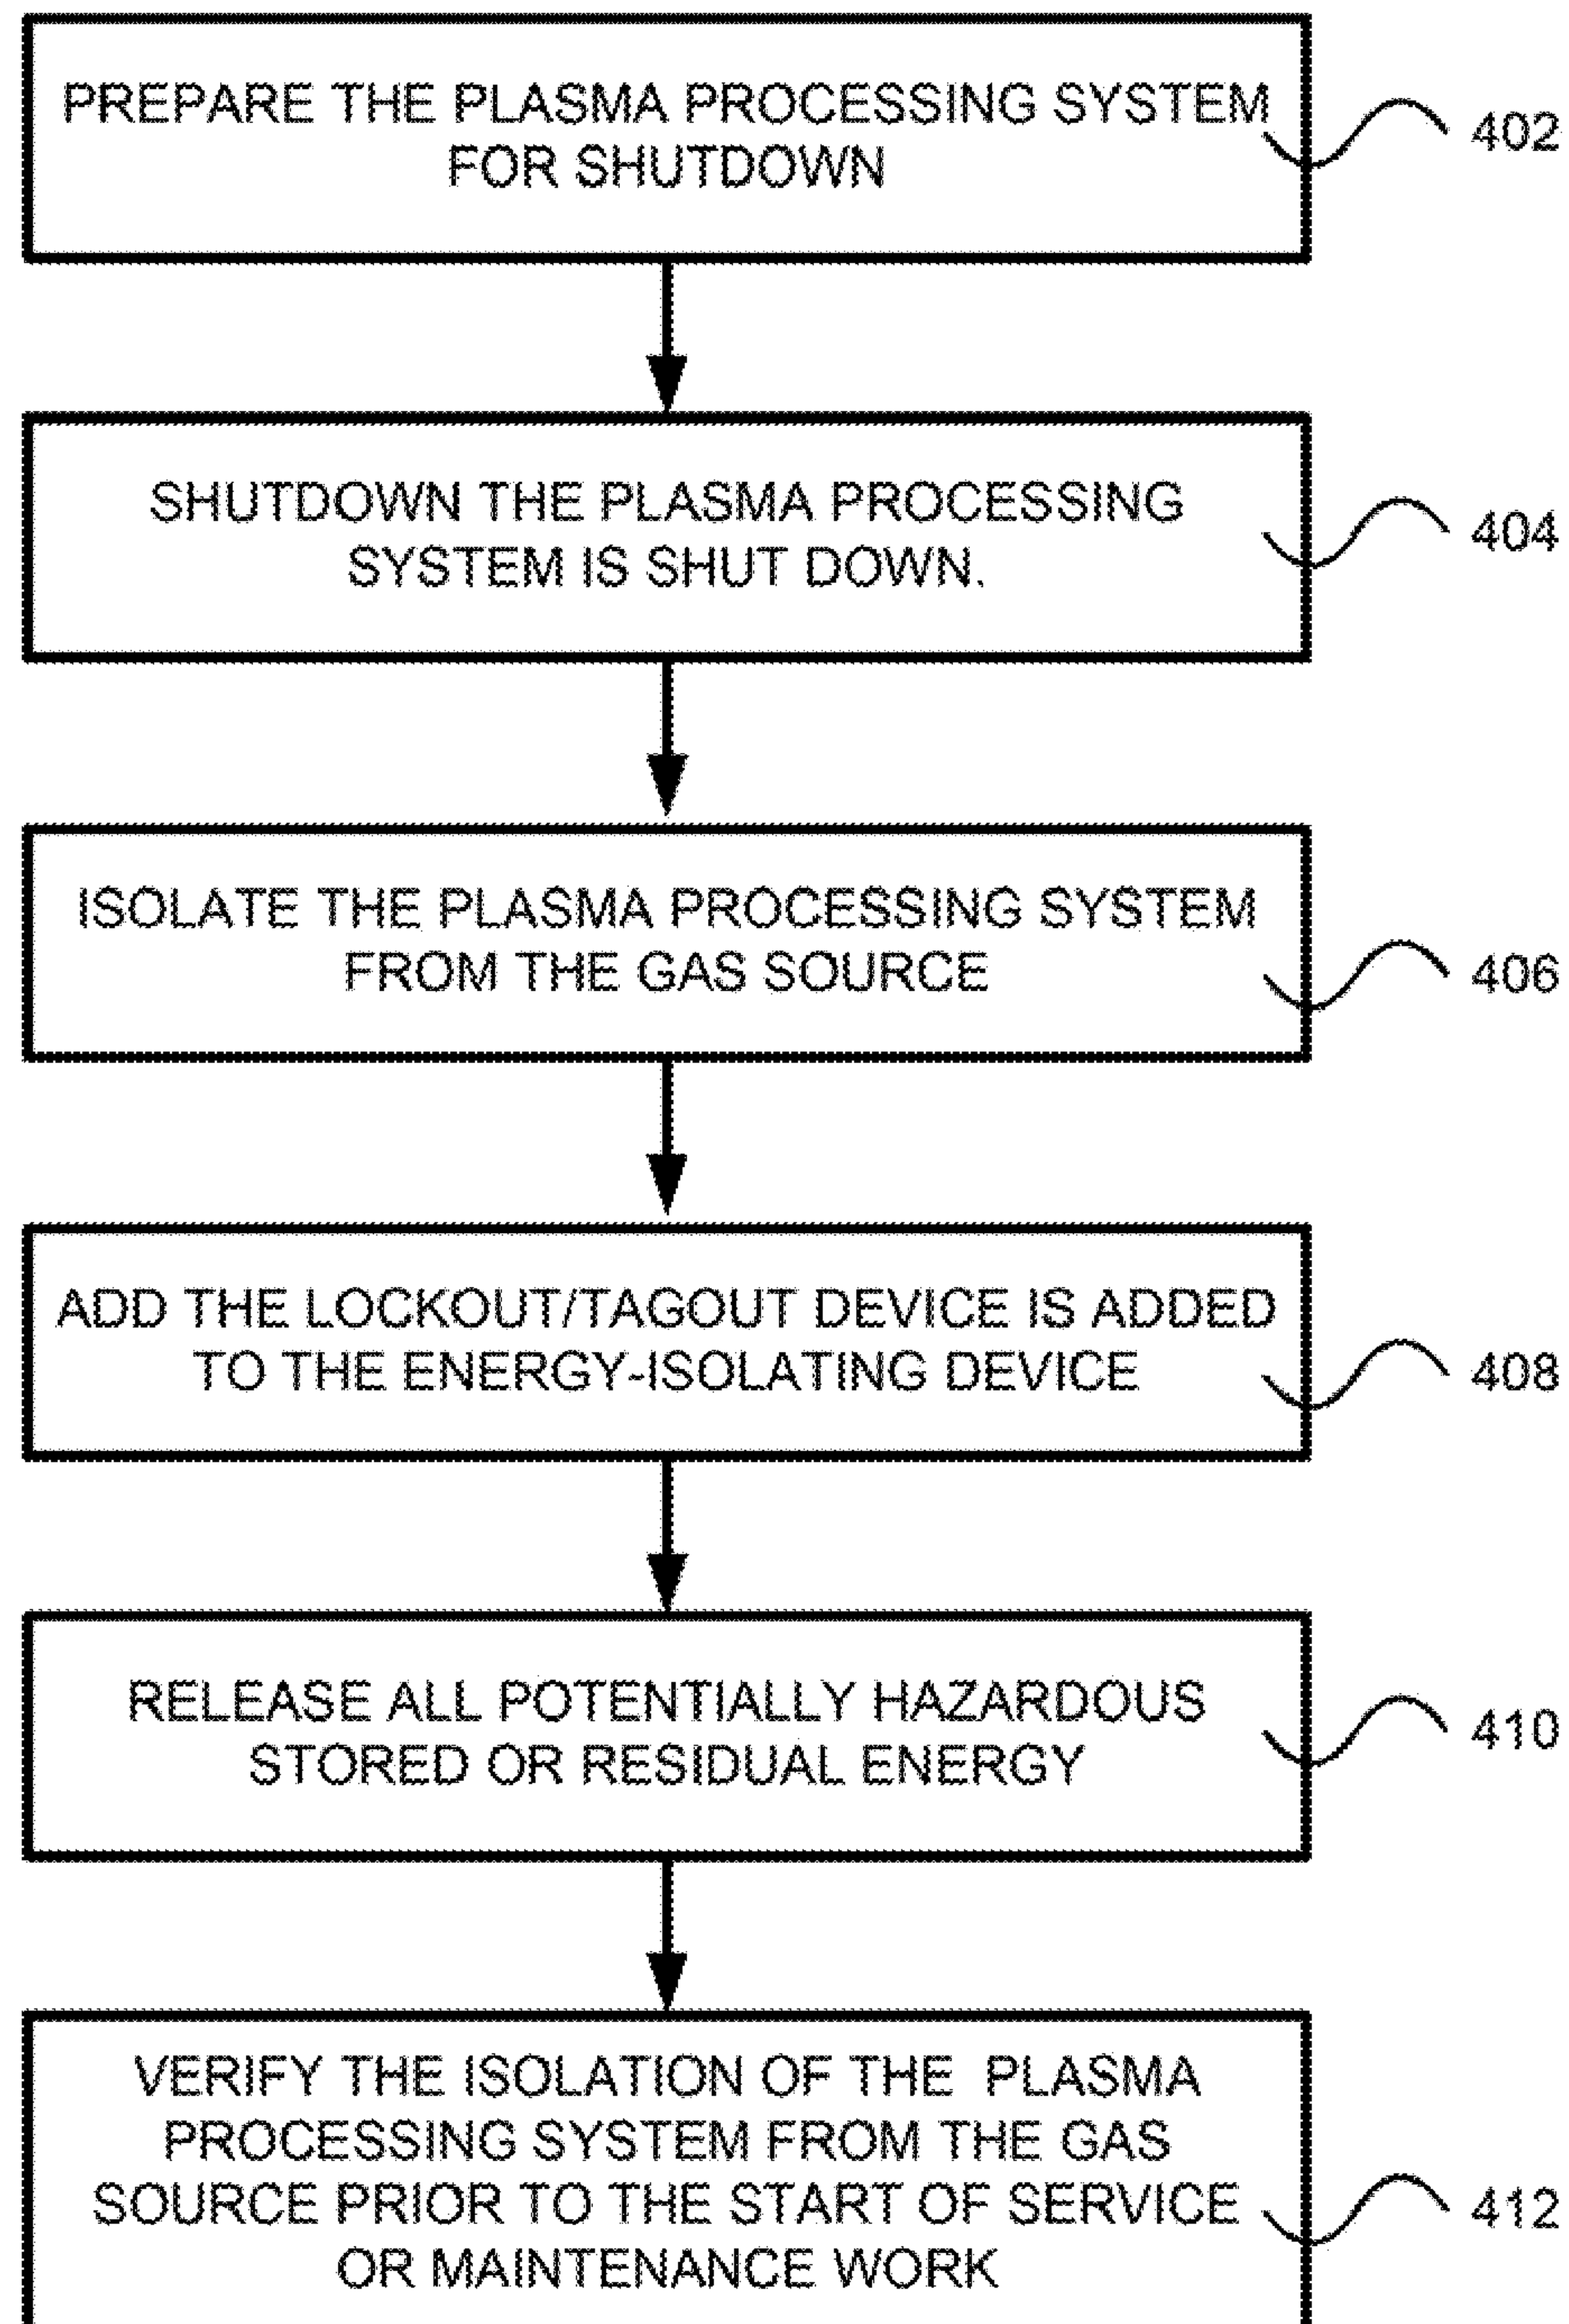 PREPARE THE PLASMA PROCESSING SYSTEM
FOR SHUTDOWN
402
SHUTDOWN THE PLASMA PROCESSING
SYSTEM IS SHUT DOWN.
404
ISOLATE THE PLASMA PROCESSING SYSTEM
FROM THE GAS SOURCE
406
ADD THE LOCKOUT/TAGOUT DEVICE IS ADDED
TO THE ENERGY-ISOLATING DEVICE
408
RELEASE ALL POTENTIALLY HAZARDOUS
STORED OR RESIDUAL ENERGY
410
VERIFY THE ISOLATION OF THE PLASMA
PROCESSING SYSTEM FROM THE GAS
SOURCE PRIOR TO THE START OF SERVICE
OR MAINTENANCE WORK
412